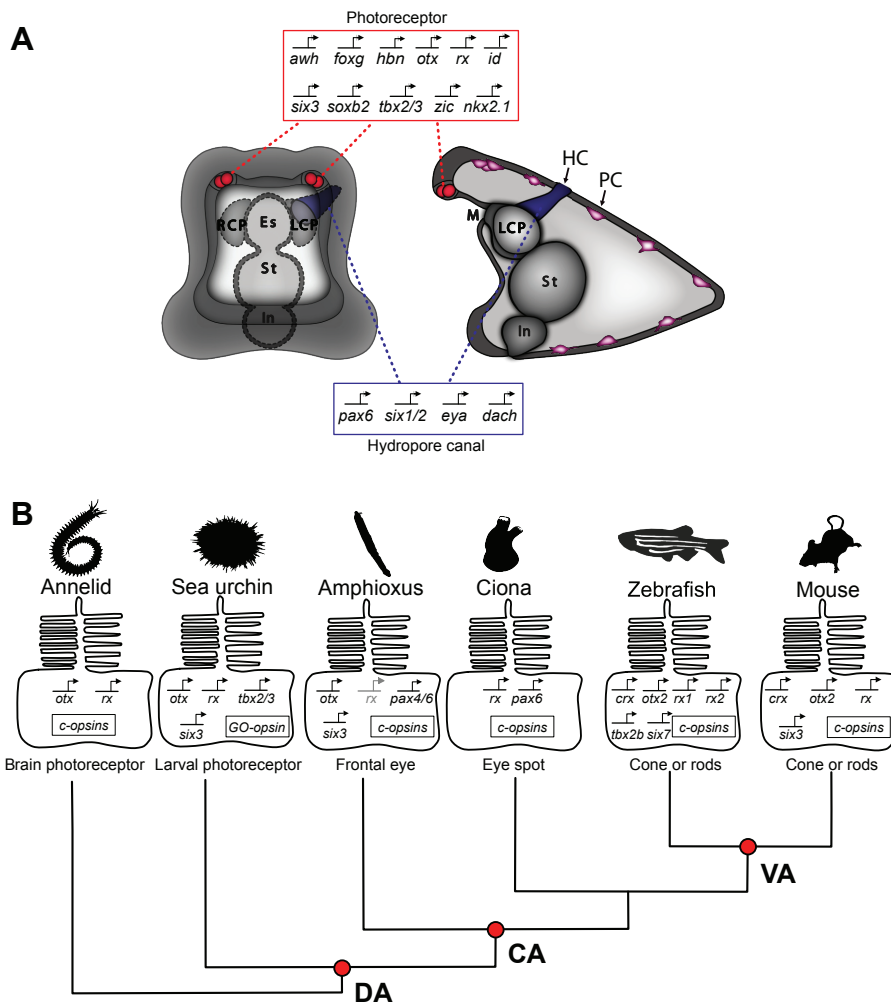 Photoreceptor
A
awh foxg hbn otx rx id
six3 soxb2 tbx2/3 zic nkx2.1
HC
PC
RCP Es LCP
M LCP
St
St
In
In
pax6 six1/2 eya dach
Hydropore canal
B
Annelid Sea urchin Amphioxus Ciona Zebrafish Mouse
otx rx otx rx tbx2/3 otx rx pax4/6 rx pax6 crx otx2 rx1 rx2 crx otx2 rx
c-opsins six3 GO-opsin six3 c-opsins c-opsins tbx2b six7 c-opsins six3 c-opsins
Brain photoreceptor Larval photoreceptor Frontal eye Eye spot Cone or rods Cone or rods
VA
CA
DA